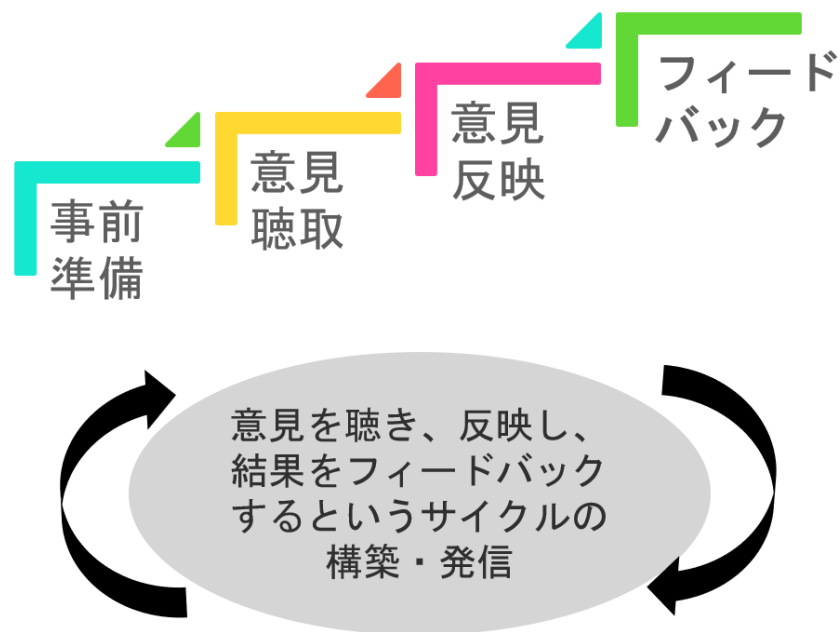 事前
準備
意見
聴取
意見
反映
フィード
バック
意見を聴き、反映し、
結果をフィードバック
するというサイクルの
構築・発信